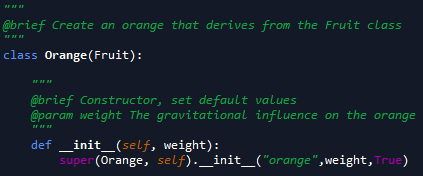 """
@brief Create an orange that derives from the Fruit class
"""
class Orange(Fruit):
"""
@brief Constructor, set default values
@param weight The gravitational influence on the orange
"""
def __init__(self, weight):
super(Orange, self).__init__("orange",weight,True)